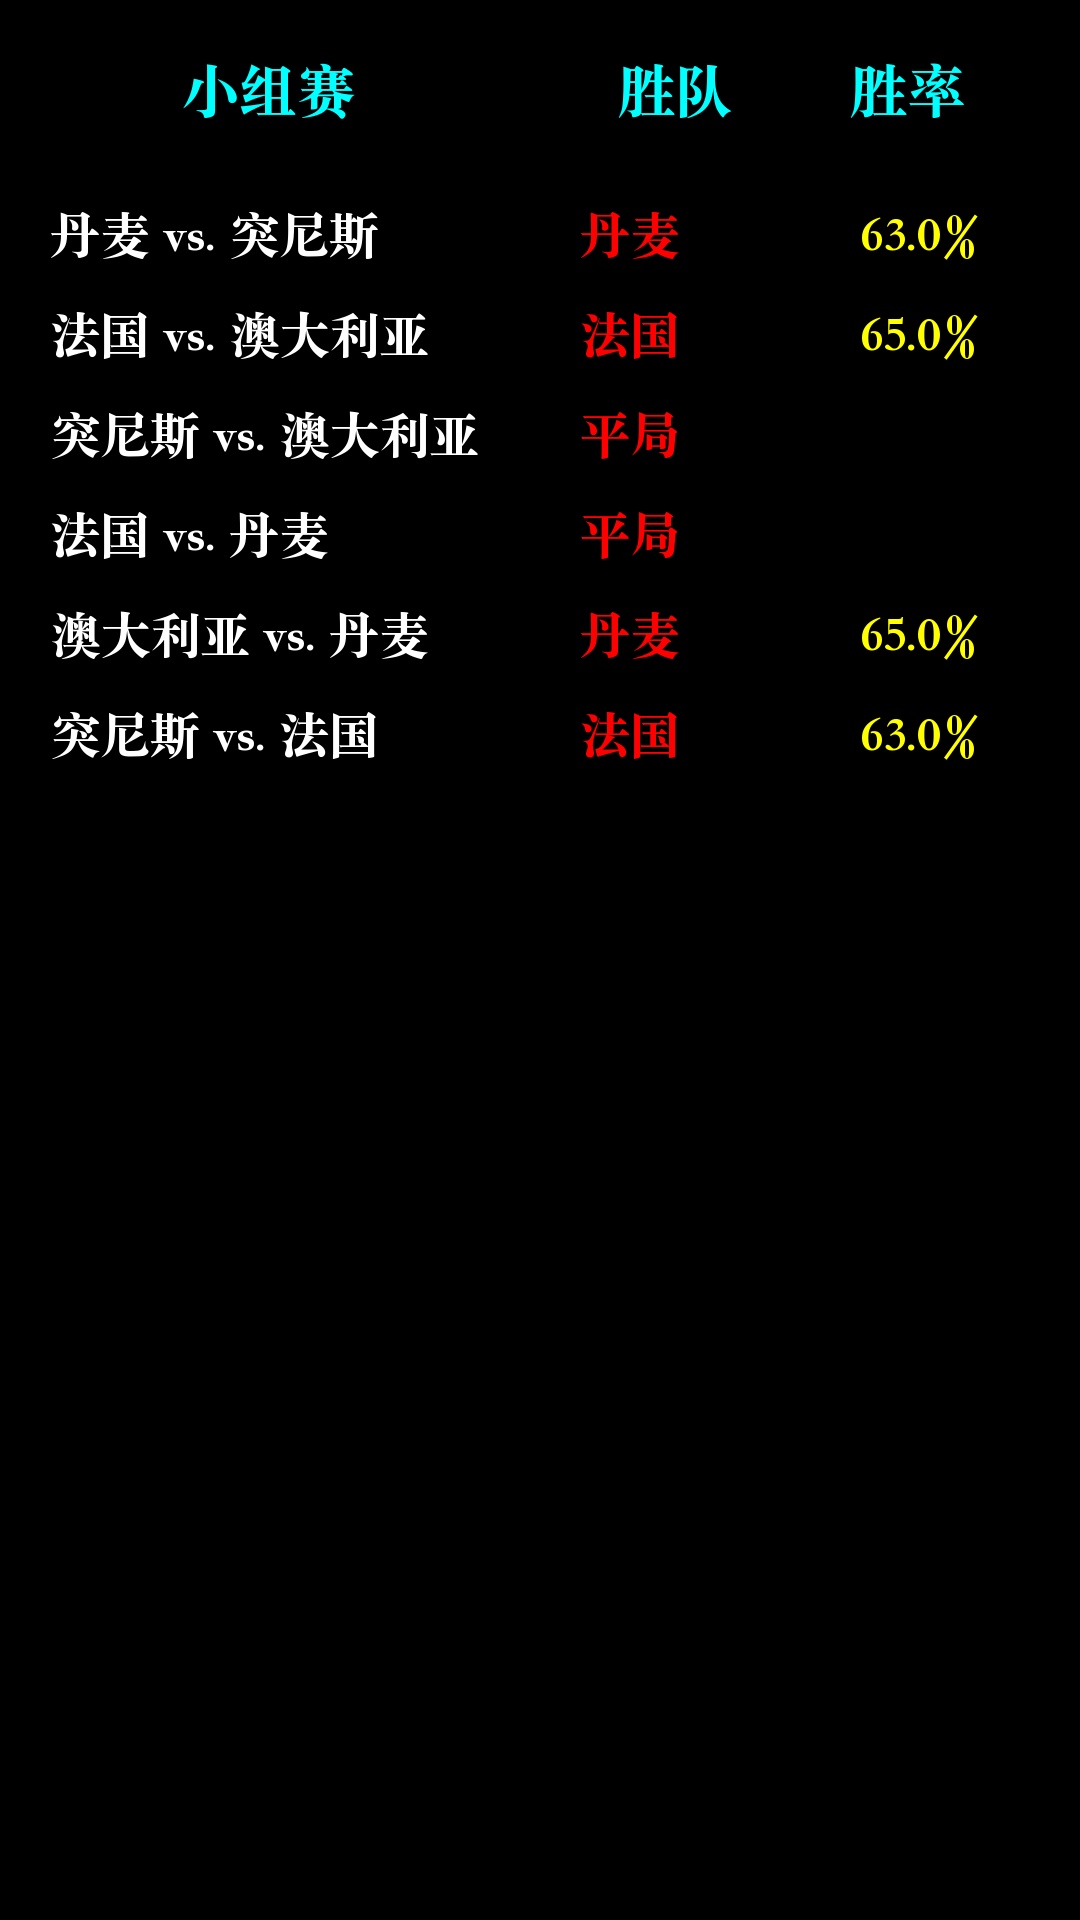 小组赛 胜队 胜率
丹麦 vs. 突尼斯 丹麦 63.0%
法国 vs. 澳大利亚 法国 65.0%
突尼斯 vs. 澳大利亚 平局
法国 vs. 丹麦 平局
澳大利亚 vs. 丹麦 丹麦 65.0%
突尼斯 vs. 法国 法国 63.0%